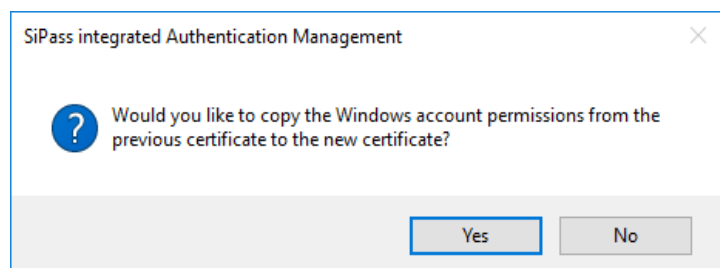 SiPass integrated Authentication Management
?
Would you like to copy the Windows account permissions from the
previous certificate to the new certificate?
Yes
No